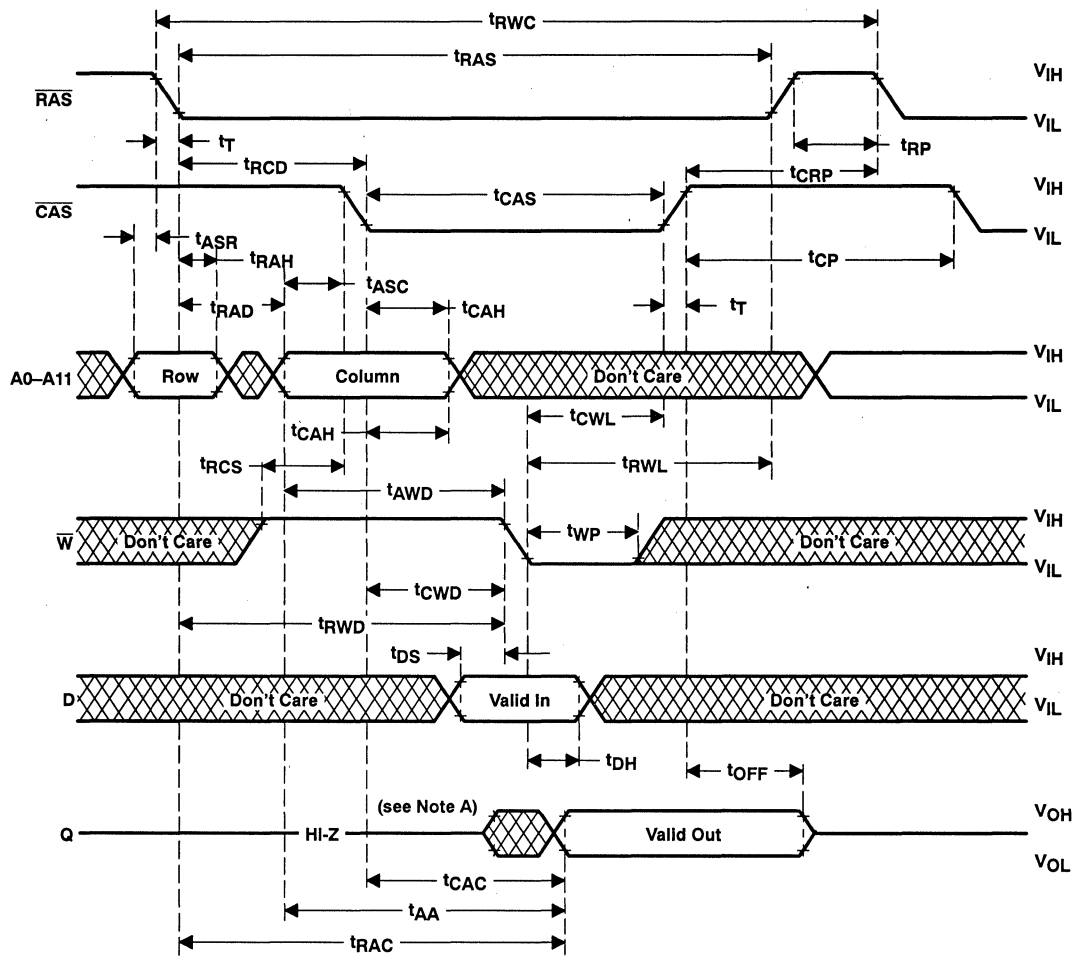 tRWC
tRAS
RAS
VIH
VIL
tT
tRP
tRCD
tCRP
CAS
tCAS
VIH
VIL
tASR
tRAH
tCP
tASC
tRAD
tCAH
tT
A0–A11
Row
Column
Don't Care
VIH
VIL
tCAH
tCWL
tRCS
tRWL
tAWD
W
Don't Care
tWP
Don't Care
VIH
VIL
tCWD
tRWD
tDS
VIH
D
Don't Care
Valid In
Don't Care
VIL
tDH
tOFF
(see Note A)
Q
HI-Z
Valid Out
VOH
VOL
tCAC
tAA
tRAC